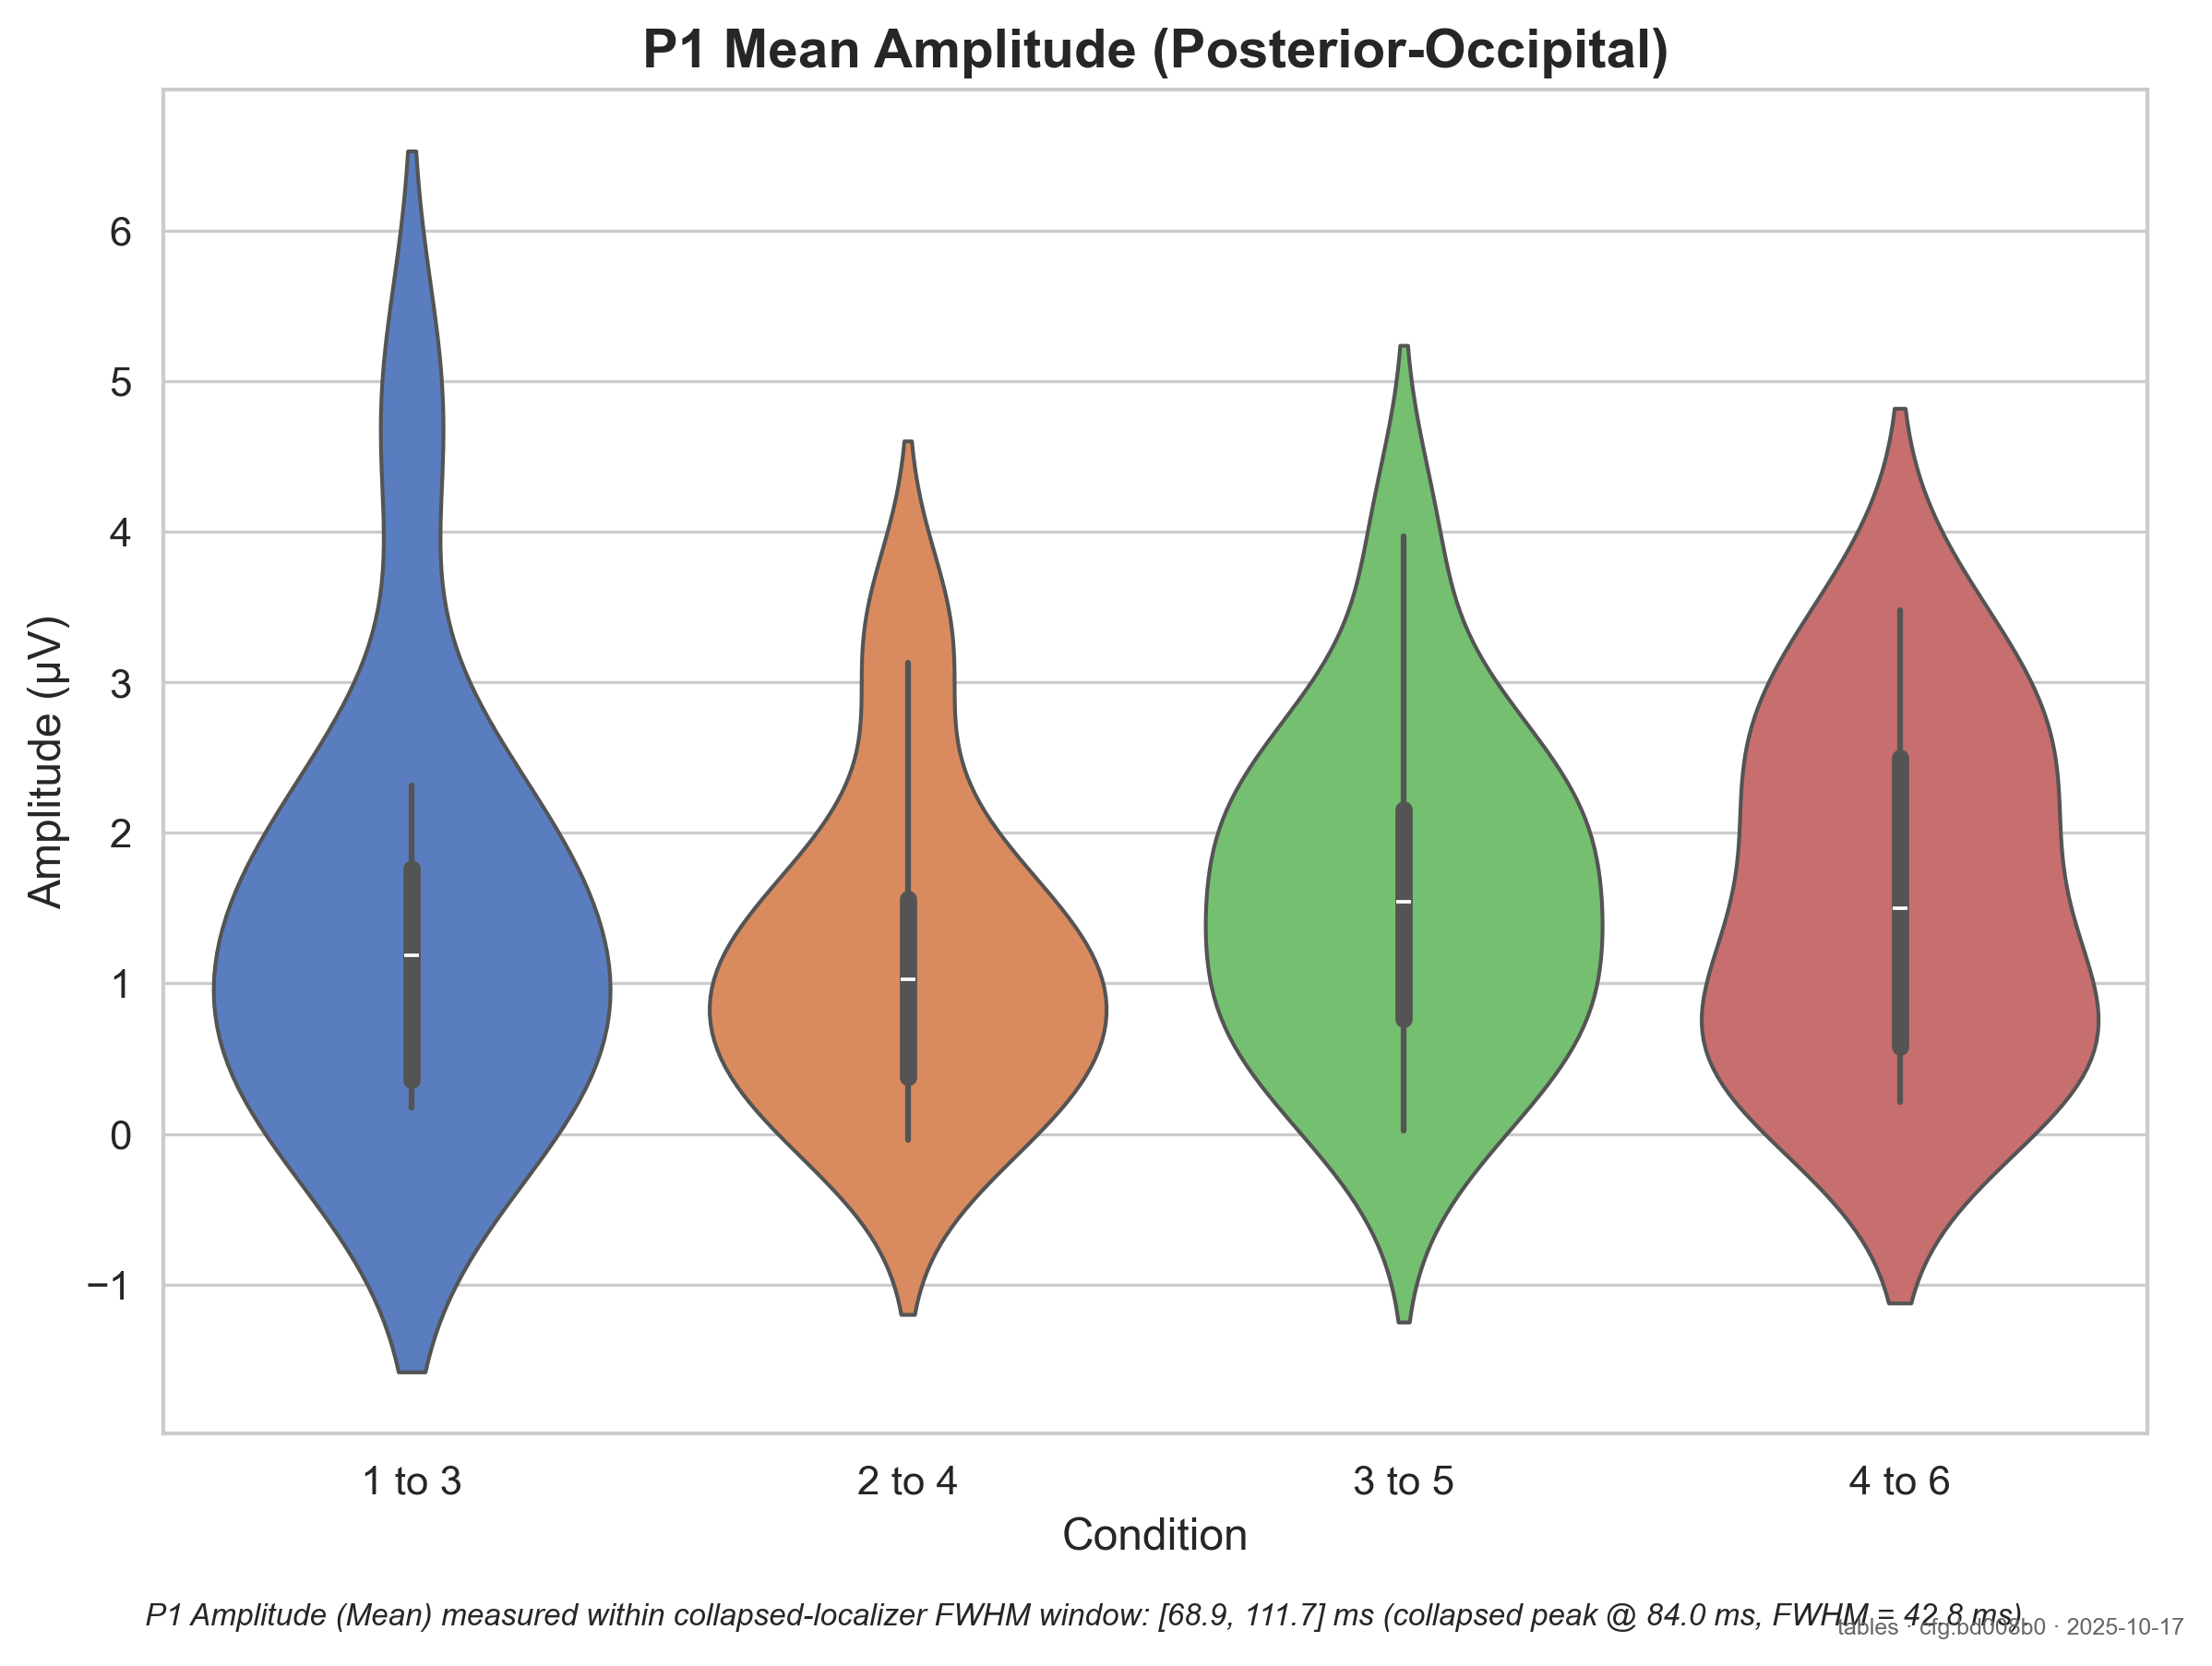 P1 Mean Amplitude (Posterior-Occipital)
Amplitude (µV)
6
5
4
3
2
1
0
−1
1 to 3
2 to 4
3 to 5
4 to 6
Condition
P1 Amplitude (Mean) measured within collapsed-localizer FWHM window: [68.9, 111.7] ms (collapsed peak @ 84.0 ms, FWHM = 42.8 ms).
tables · cfg:bd008b0 · 2025-10-17